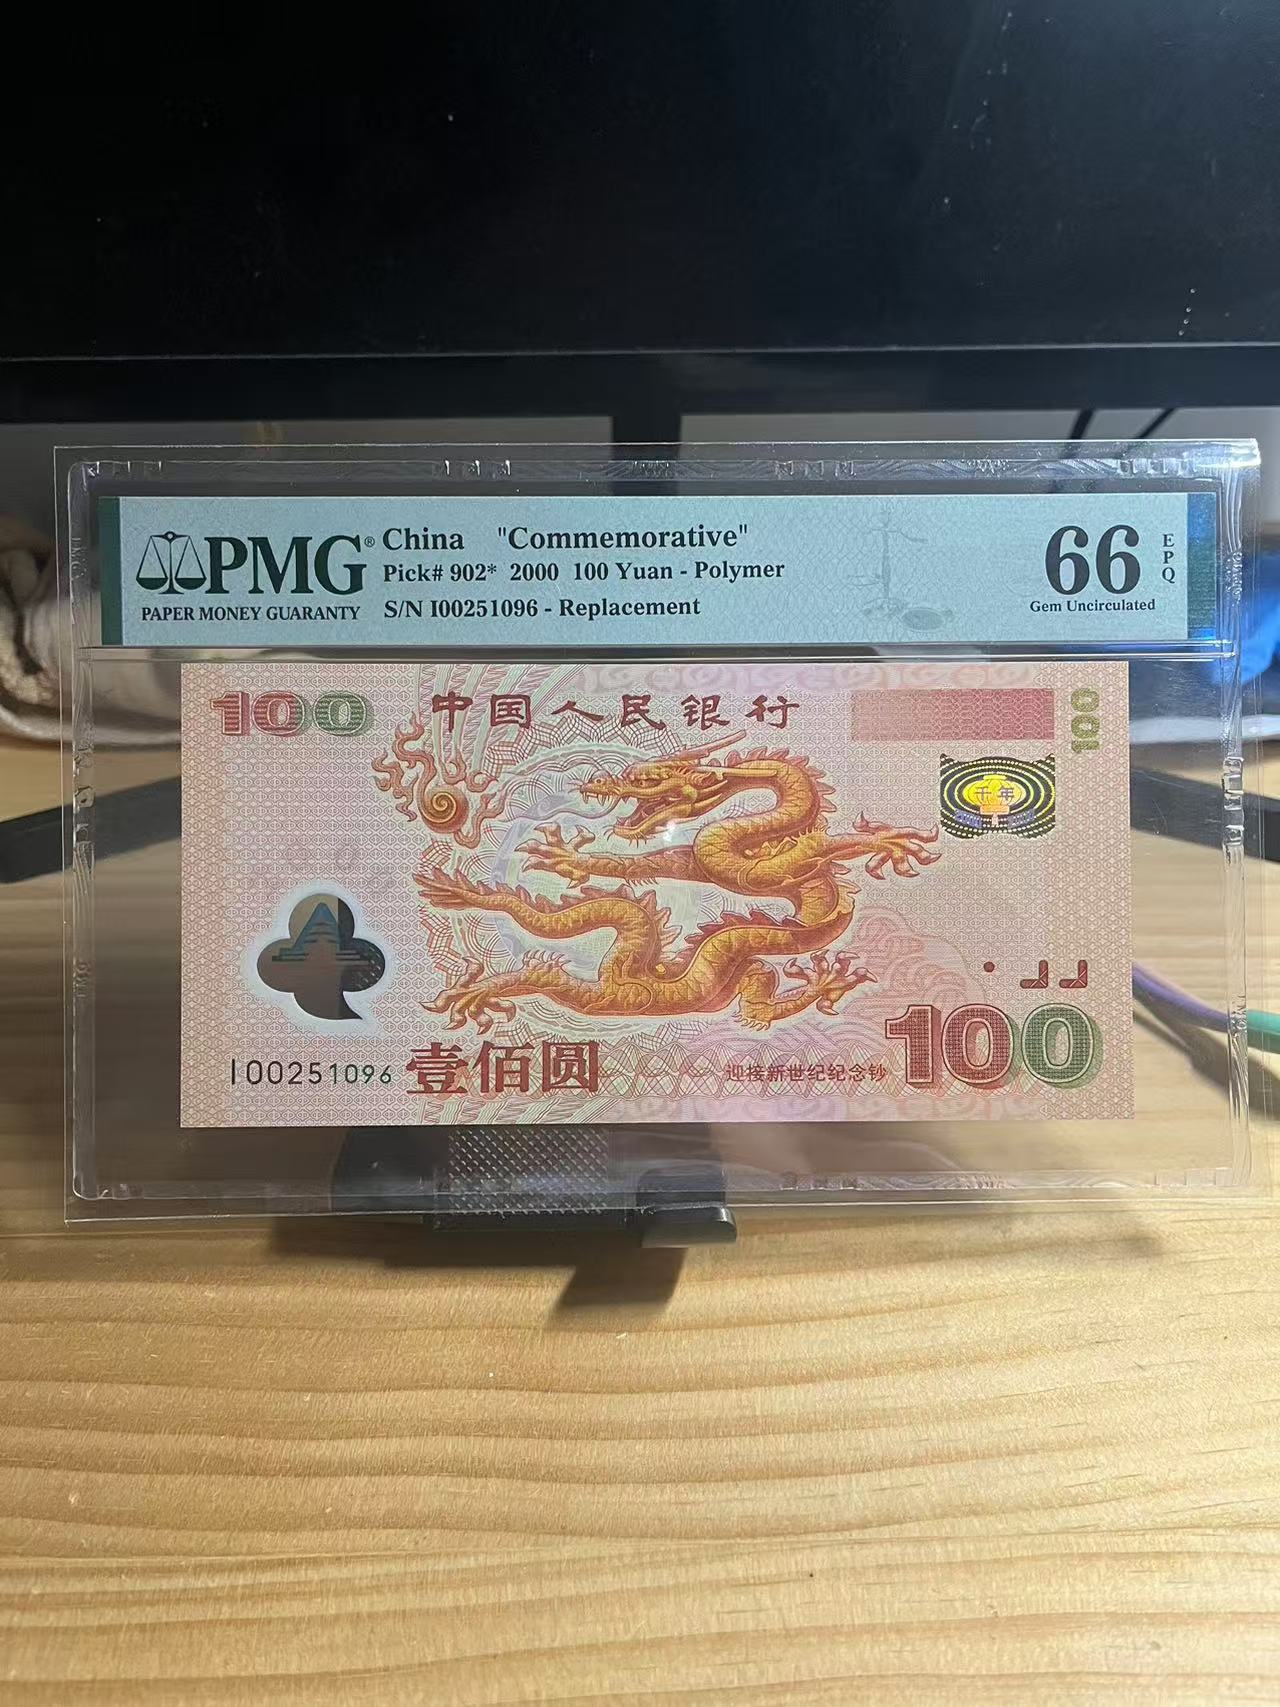 PMG®
PAPER MONEY GUARANTY
China "Commemorative"
Pick# 902* 2000 100 Yuan - Polymer
S/N I00251096 - Replacement
66
EPQ
Gem Uncirculated
100
中国人民银行
100
千年
I00251096
壹佰圆
迎接新世纪纪念钞
100